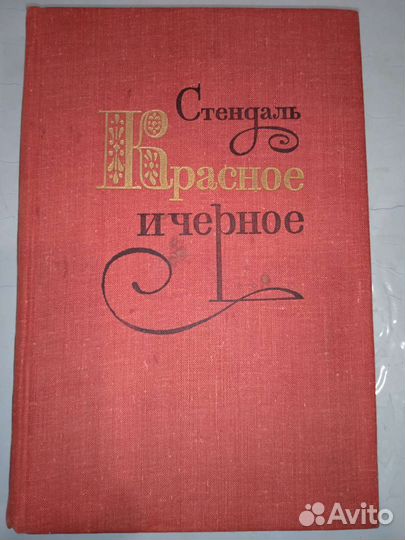 Стендаль
Красное
и черное
Avito